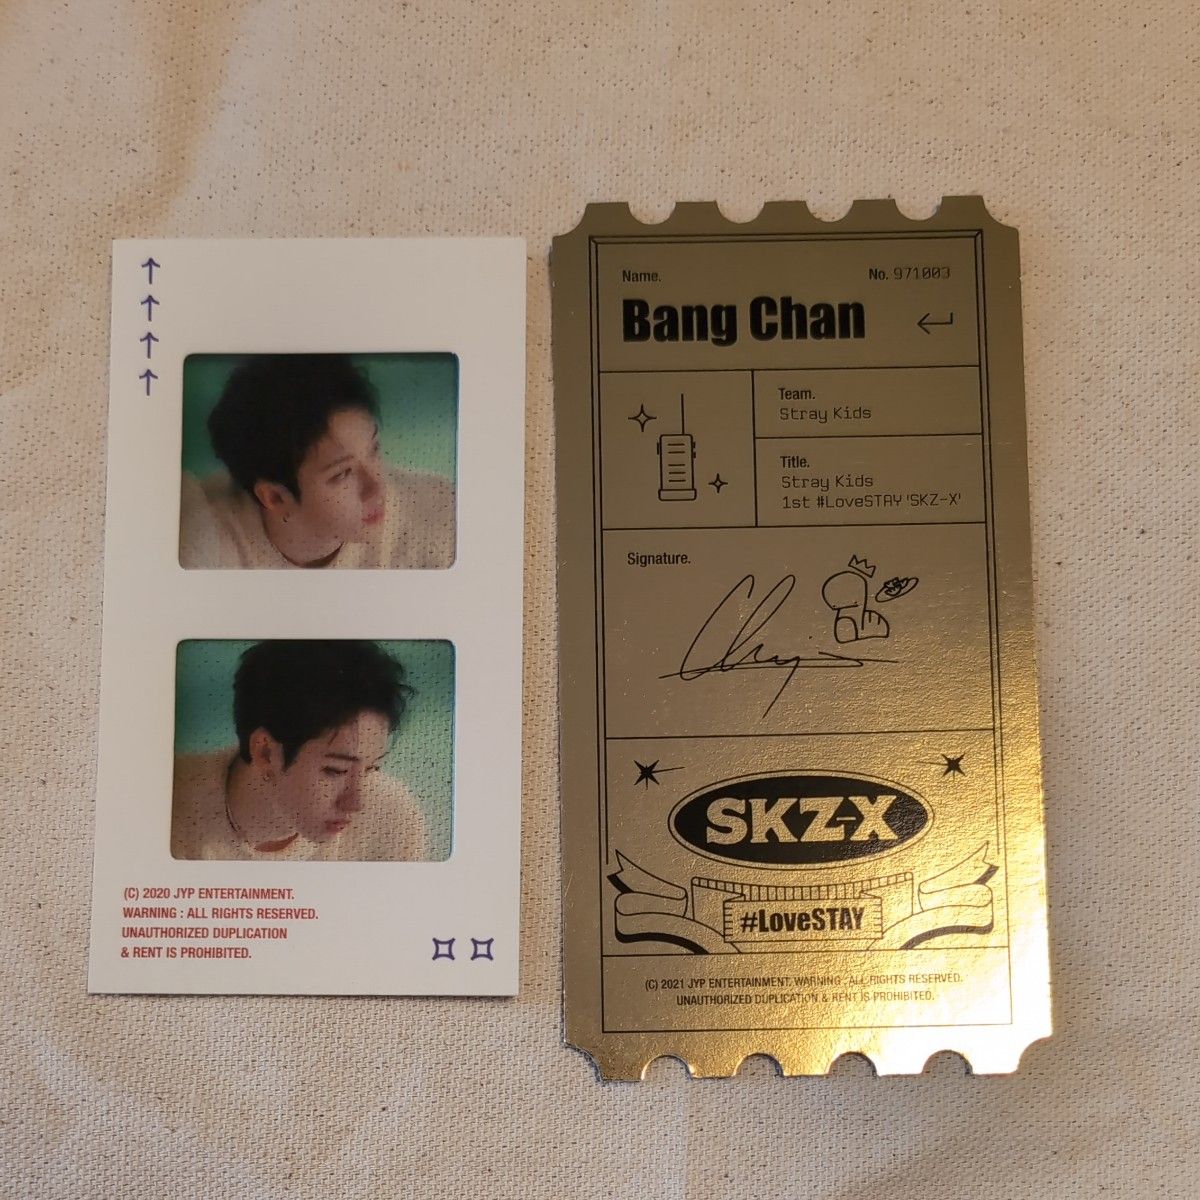 (C) 2020 JYP ENTERTAINMENT.
WARNING : ALL RIGHTS RESERVED.
UNAUTHORIZED DUPLICATION
& RENT IS PROHIBITED.
Name.
No. 971003
Bang Chan
Team.
Stray Kids
Title.
Stray Kids
1st #LoveSTAY 'SKZ-X'
Signature.
SKZ-X
#LoveSTAY
(C) 2021 JYP ENTERTAINMENT. WARNING : ALL RIGHTS RESERVED.
UNAUTHORIZED DUPLICATION & RENT IS PROHIBITED.